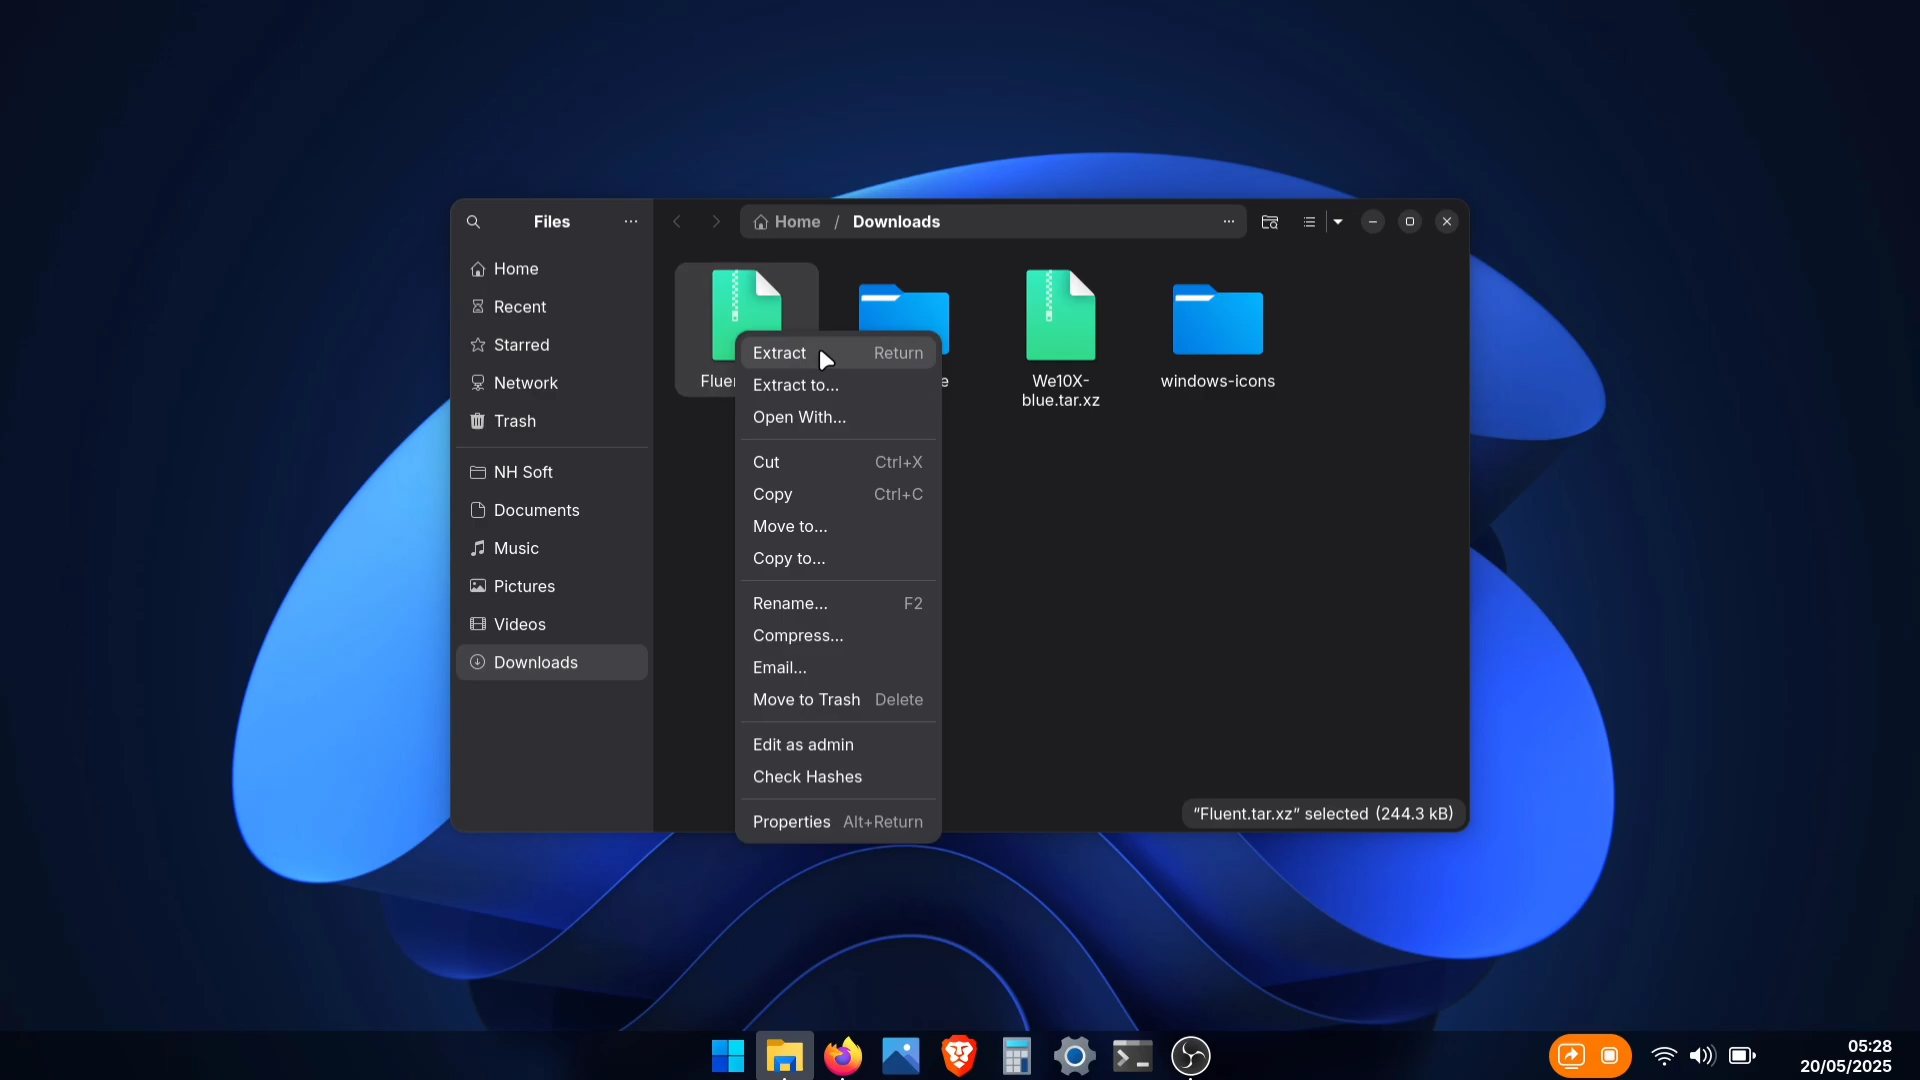 Files
Home / Downloads
Home
Recent
Starred
Network
Trash
NH Soft
Documents
Music
Pictures
Videos
Downloads
We10X-
blue.tar.xz
windows-icons
Extract Return
Extract to...
Open With...
Cut Ctrl+X
Copy Ctrl+C
Move to...
Copy to...
Rename... F2
Compress...
Email...
Move to Trash Delete
Edit as admin
Check Hashes
Properties Alt+Return
“Fluent.tar.xz” selected (244.3 kB)
05:28
20/05/2025